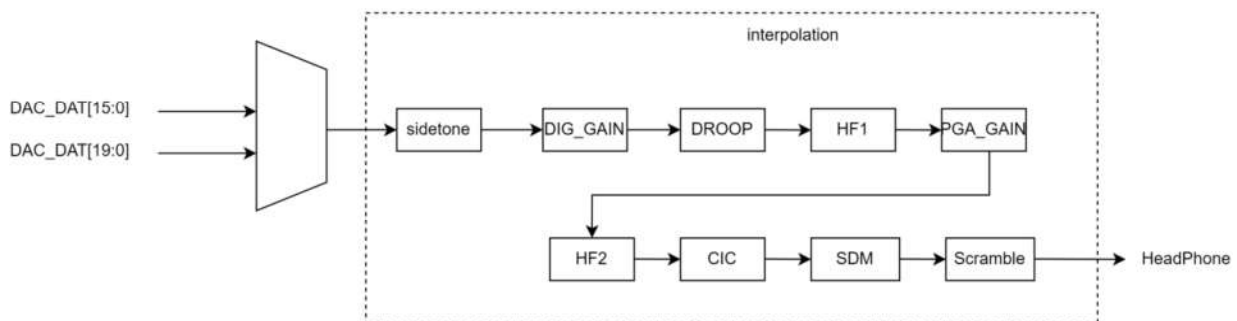 interpolation
DAC_DAT[15:0]
DAC_DAT[19:0]
sidetone
DIG_GAIN
DROOP
HF1
PGA_GAIN
HF2
CIC
SDM
Scramble
HeadPhone